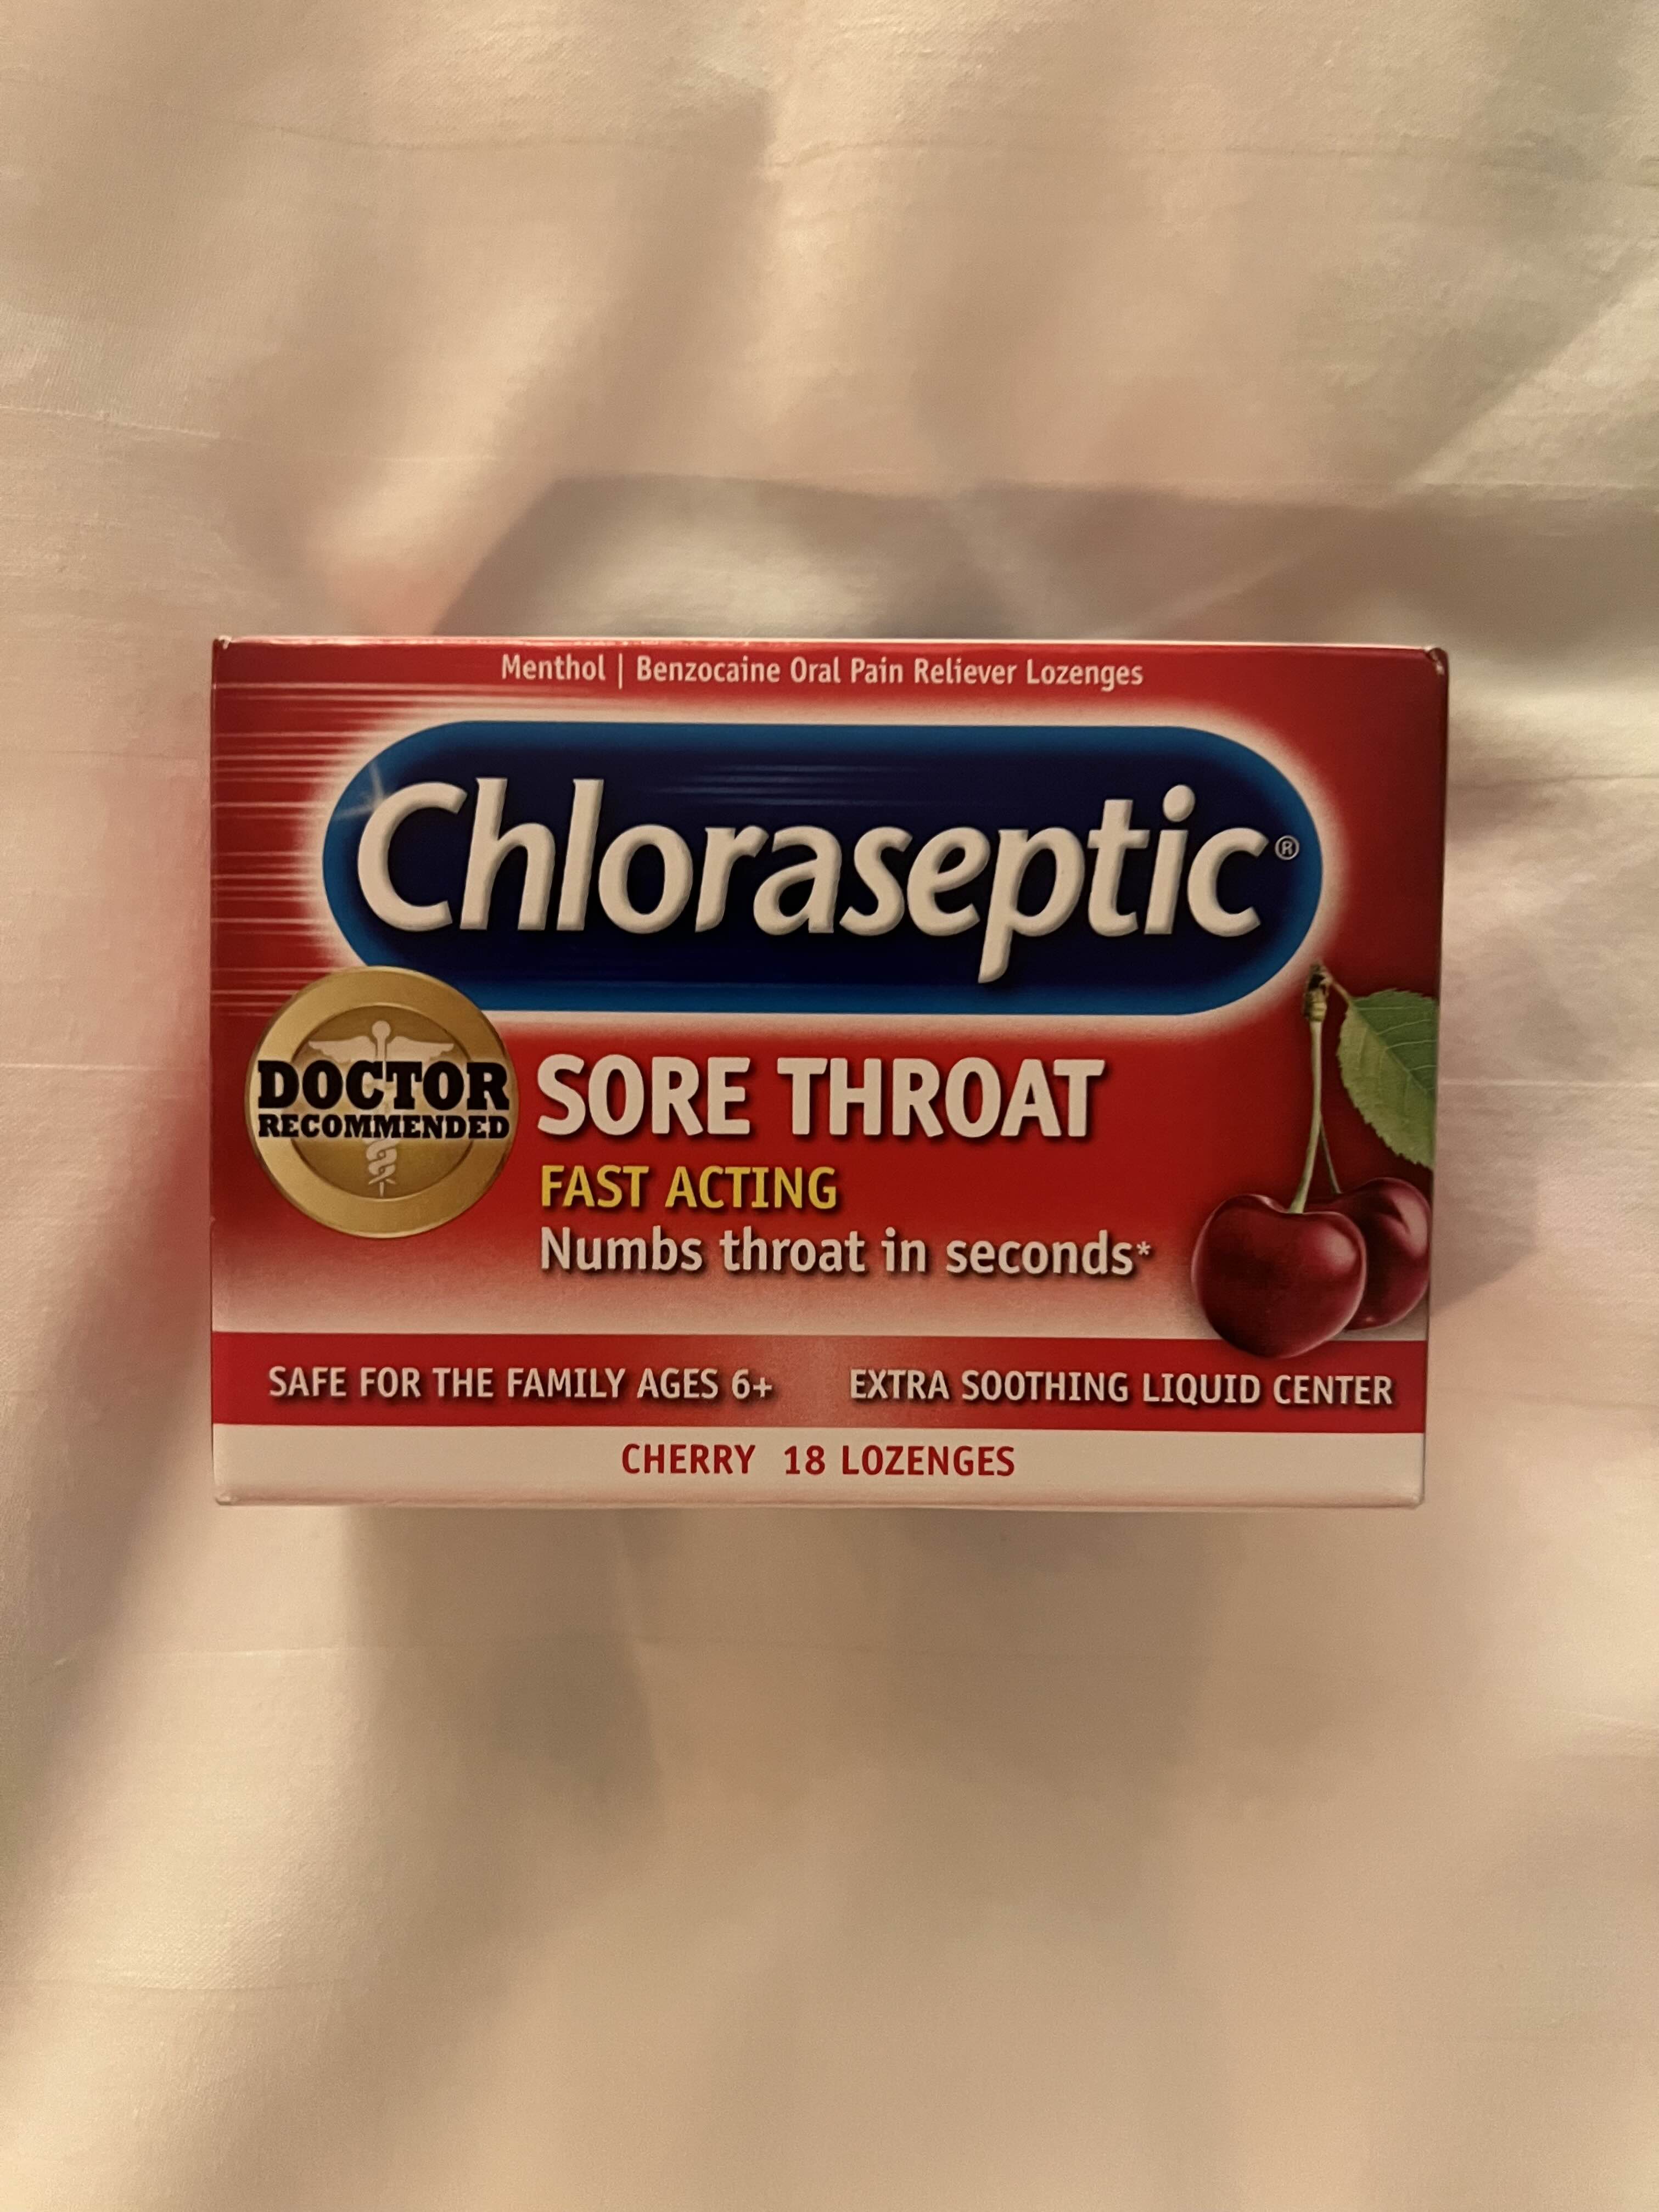 Menthol | Benzocaine Oral Pain Reliever Lozenges
Chloraseptic®
DOCTOR
RECOMMENDED
SORE THROAT
FAST ACTING
Numbs throat in seconds*
SAFE FOR THE FAMILY AGES 6+ EXTRA SOOTHING LIQUID CENTER
CHERRY 18 LOZENGES